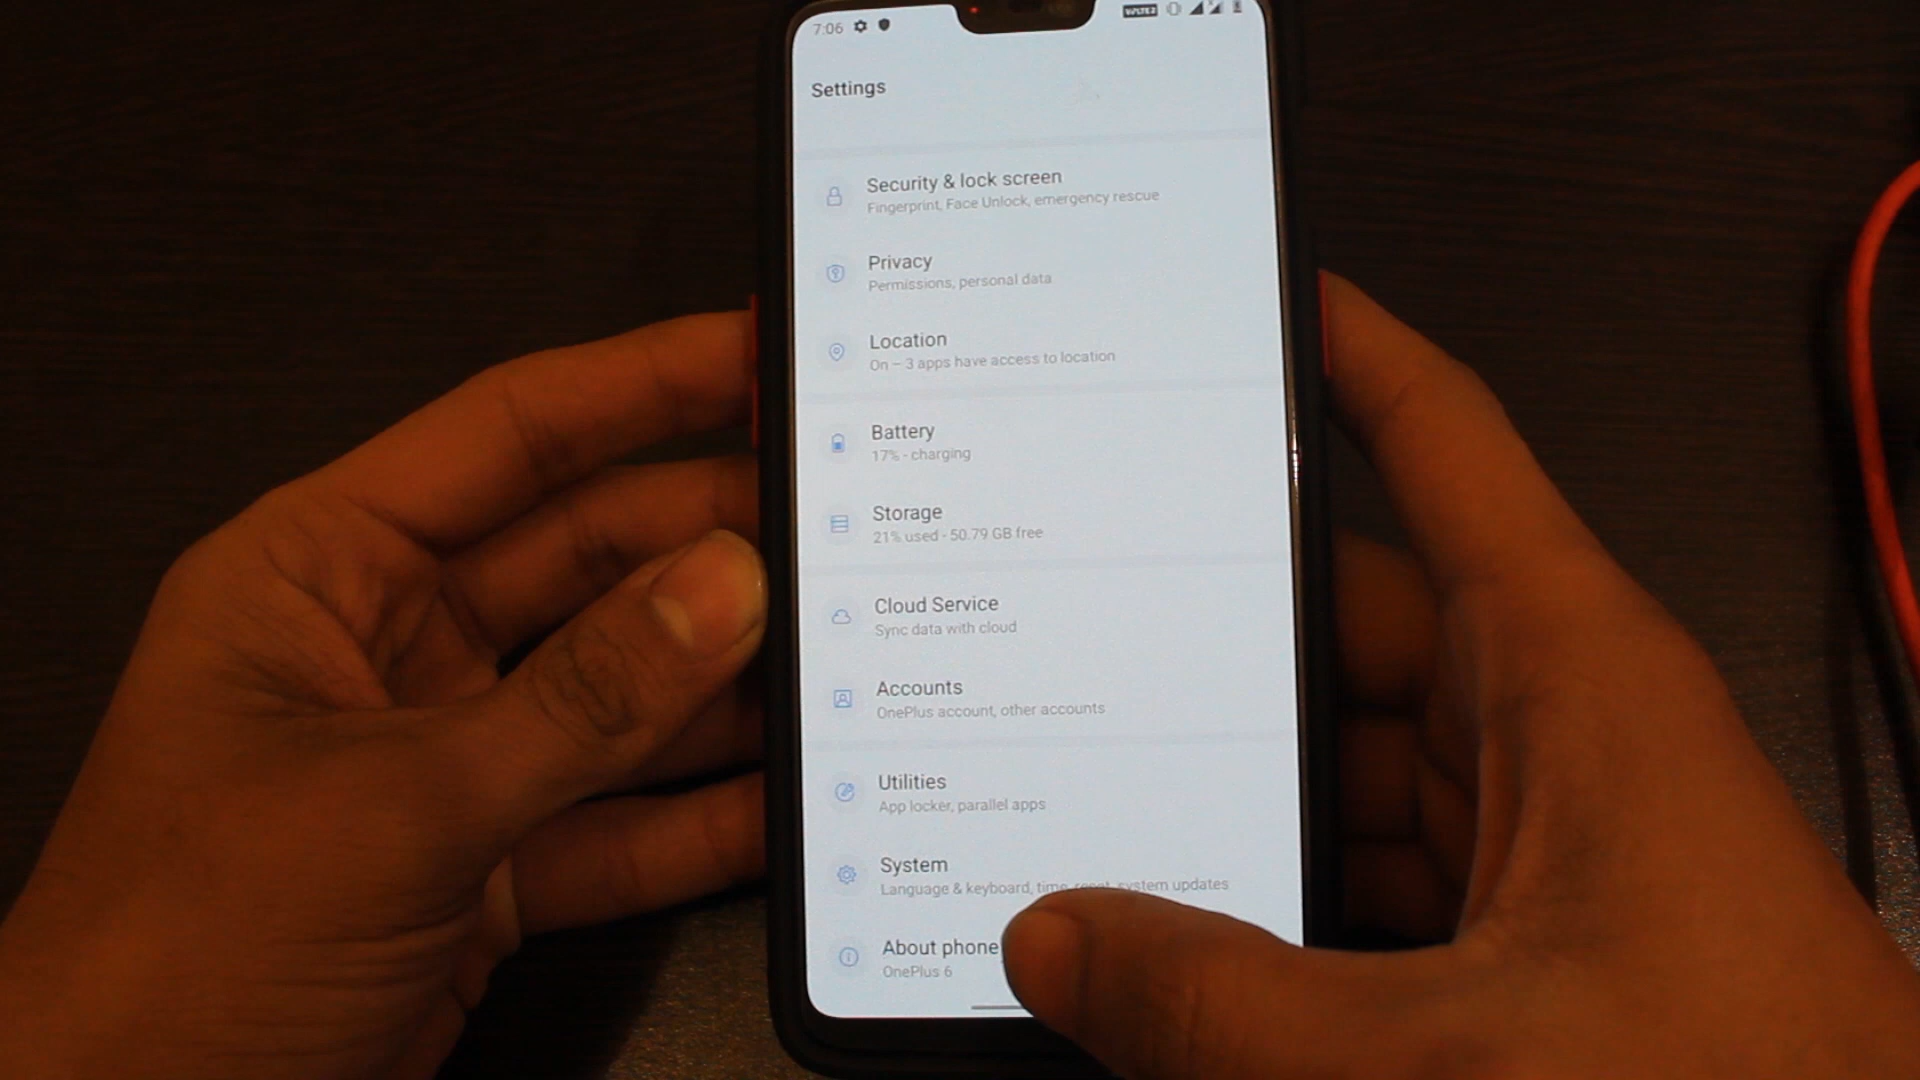 7:06
VoLTE2
Settings
Security & lock screen
Fingerprint, Face Unlock, emergency rescue
Privacy
Permissions, personal data
Location
On – 3 apps have access to location
Battery
17% - charging
Storage
21% used - 50.79 GB free
Cloud Service
Sync data with cloud
Accounts
OnePlus account, other accounts
Utilities
App locker, parallel apps
System
Language & keyboard, time, reset, system updates
About phone
OnePlus 6